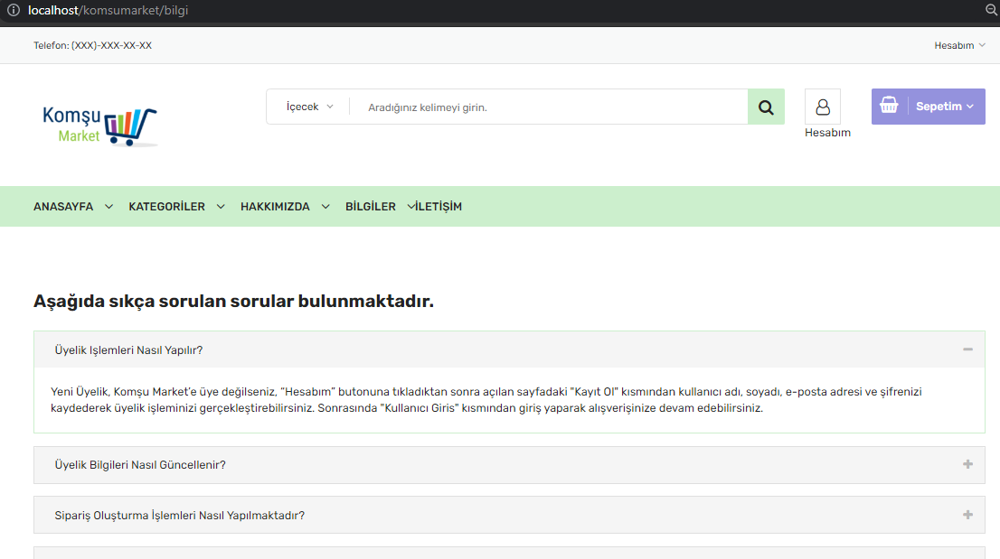 localhost/komsumarket/bilgi
Telefon: (XXX)-XXX-XX-XX
Hesabım
Komşu
Market
İçecek
Aradığınız kelimeyi girin.
Hesabım
Sepetim
ANASAYFA KATEGORİLER HAKKIMIZDA BİLGİLER İLETİŞİM
Aşağıda sıkça sorulan sorular bulunmaktadır.
Üyelik Işlemleri Nasıl Yapılır?
Yeni Üyelik, Komşu Market'e üye değilseniz, “Hesabım” butonuna tıkladıktan sonra açılan sayfadaki "Kayıt Ol" kısmından kullanıcı adı, soyadı, e-posta adresi ve şifrenizi
kaydederek üyelik işleminizi gerçekleştirebilirsiniz. Sonrasında "Kullanıcı Giris" kısmından giriş yaparak alışverişinize devam edebilirsiniz.
Üyelik Bilgileri Nasıl Güncellenir?
Sipariş Oluşturma İşlemleri Nasıl Yapılmaktadır?